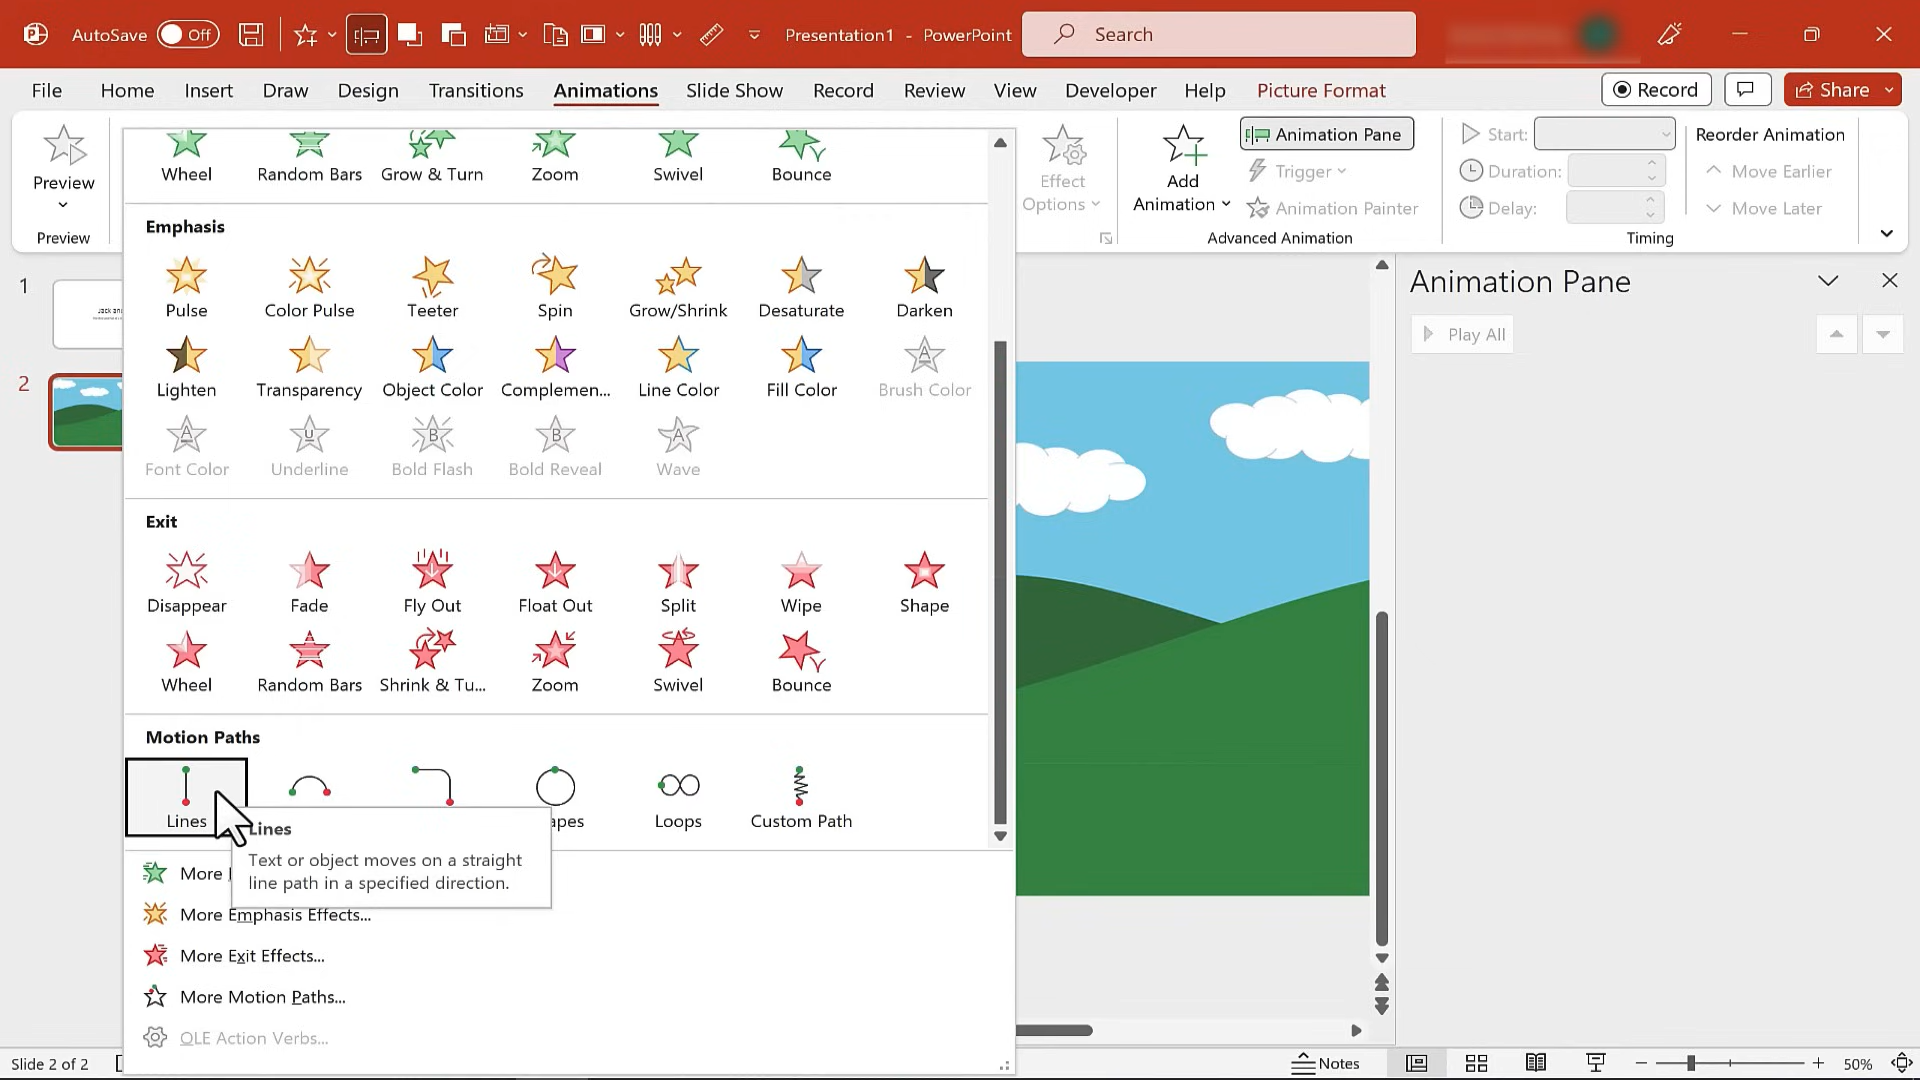 AutoSave Off Presentation1 - PowerPoint Search
File Home Insert Draw Design Transitions Animations Slide Show Record Review View Developer Help Picture Format Record Share
Preview
Preview
Wheel Random Bars Grow & Turn Zoom Swivel Bounce
Emphasis
Pulse Color Pulse Teeter Spin Grow/Shrink Desaturate Darken
Lighten Transparency Object Color Complemen... Line Color Fill Color Brush Color
Font Color Underline Bold Flash Bold Reveal Wave
Exit
Disappear Fade Fly Out Float Out Split Wipe Shape
Wheel Random Bars Shrink & Tu... Zoom Swivel Bounce
Motion Paths
Lines apes Loops Custom Path
Lines
Text or object moves on a straight
line path in a specified direction.
More
More Emphasis Effects...
More Exit Effects...
More Motion Paths...
OLE Action Verbs...
Effect
Options
Add
Animation
Animation Pane
Trigger
Animation Painter
Advanced Animation
Start:
Duration:
Delay:
Timing
Reorder Animation
Move Earlier
Move Later
1
2
Animation Pane
Play All
Slide 2 of 2 Notes 50%